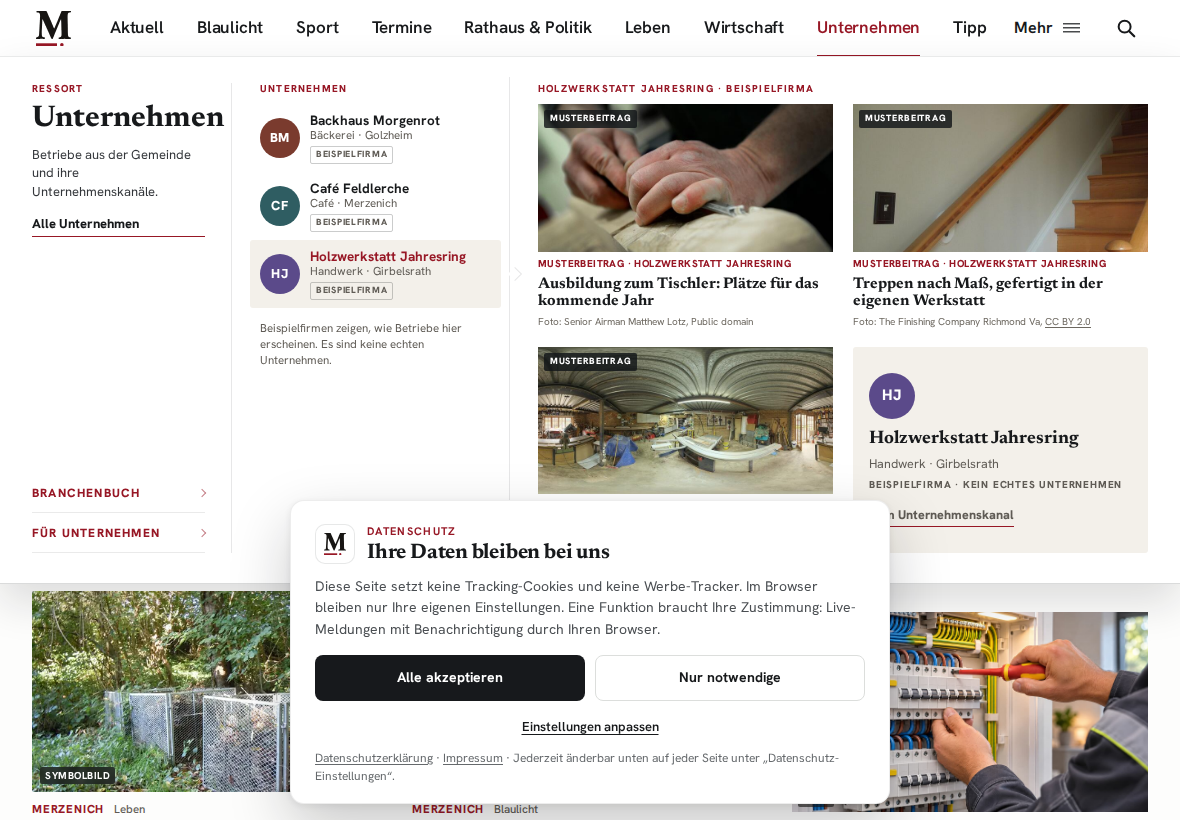 M.
Aktuell Blaulicht Sport Termine Rathaus & Politik Leben Wirtschaft Unternehmen Tipp Mehr
RESSORT
Unternehmen
Betriebe aus der Gemeinde
und ihre
Unternehmenskanäle.
Alle Unternehmen
BRANCHENBUCH
FÜR UNTERNEHMEN
UNTERNEHMEN
BM
Backhaus Morgenrot
Bäckerei · Golzheim
BEISPIELFIRMA
CF
Café Feldlerche
Café · Merzenich
BEISPIELFIRMA
HJ
Holzwerkstatt Jahresring
Handwerk · Girbelsrath
BEISPIELFIRMA
Beispielfirmen zeigen, wie Betriebe hier
erscheinen. Es sind keine echten
Unternehmen.
HOLZWERKSTATT JAHRESRING · BEISPIELFIRMA
MUSTERBEITRAG
MUSTERBEITRAG · HOLZWERKSTATT JAHRESRING
Ausbildung zum Tischler: Plätze für das
kommende Jahr
Foto: Senior Airman Matthew Lotz, Public domain
MUSTERBEITRAG
MUSTERBEITRAG · HOLZWERKSTATT JAHRESRING
Treppen nach Maß, gefertigt in der
eigenen Werkstatt
Foto: The Finishing Company Richmond Va, CC BY 2.0
MUSTERBEITRAG
HJ
Holzwerkstatt Jahresring
Handwerk · Girbelsrath
BEISPIELFIRMA · KEIN ECHTES UNTERNEHMEN
Unternehmenskanal
M.
DATENSCHUTZ
Ihre Daten bleiben bei uns
Diese Seite setzt keine Tracking-Cookies und keine Werbe-Tracker. Im Browser
bleiben nur Ihre eigenen Einstellungen. Eine Funktion braucht Ihre Zustimmung: Live-
Meldungen mit Benachrichtigung durch Ihren Browser.
Alle akzeptieren
Nur notwendige
Einstellungen anpassen
Datenschutzerklärung · Impressum · Jederzeit änderbar unten auf jeder Seite unter „Datenschutz-
Einstellungen“.
SYMBOLBILD
MERZENICH Leben
MERZENICH Blaulicht